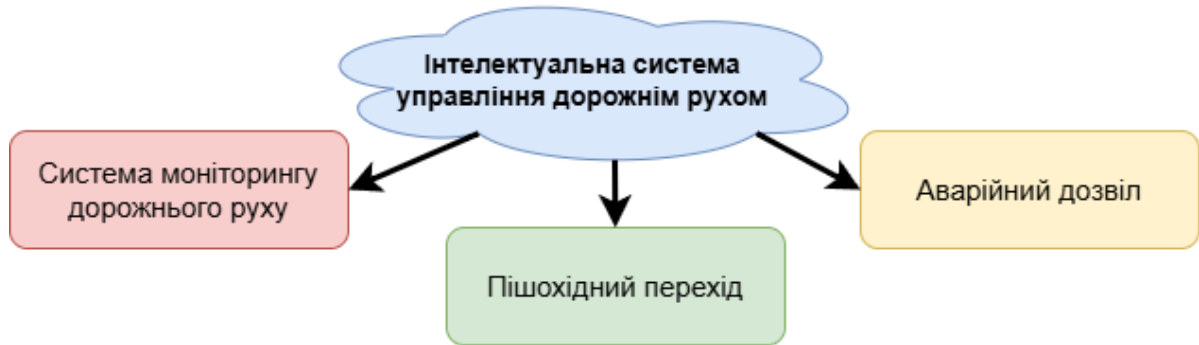 Інтелектуальна система
управління дорожнім рухом
Система моніторингу
дорожнього руху
Аварійний дозвіл
Пішохідний перехід